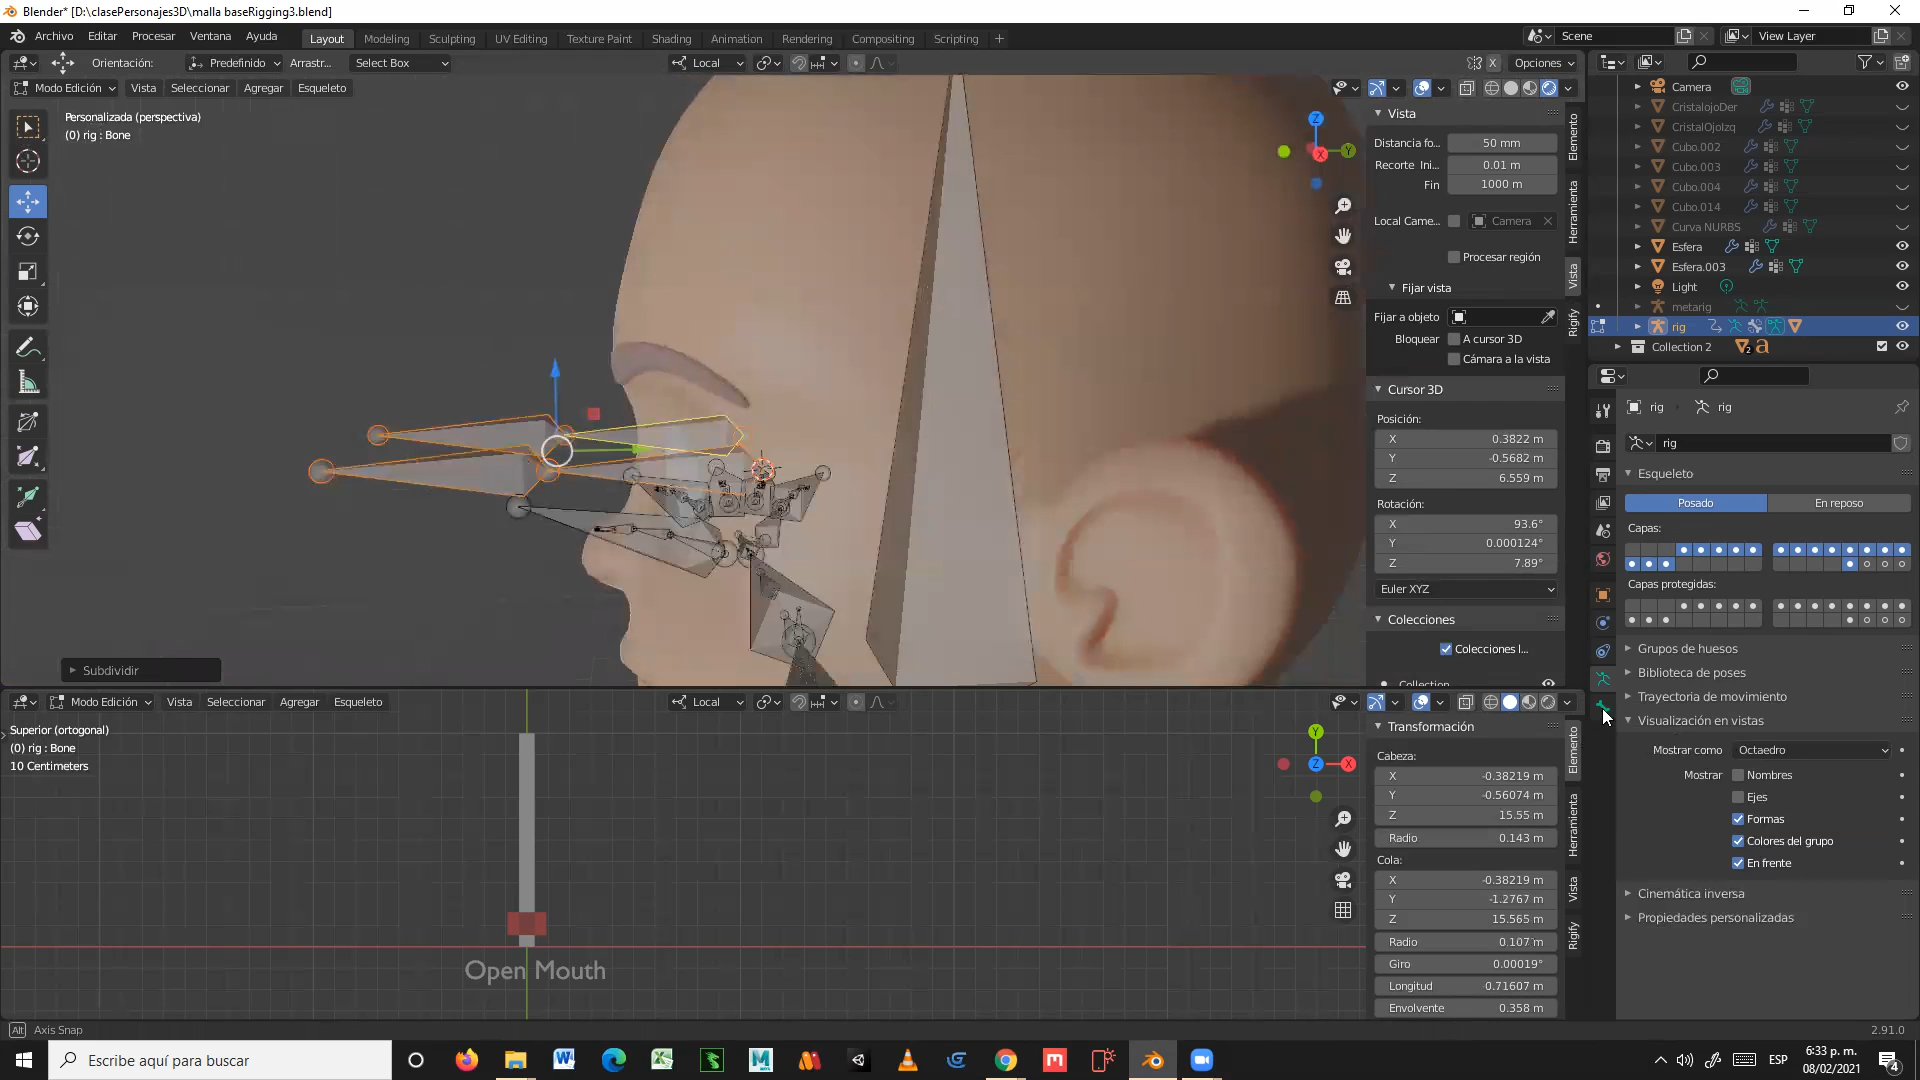 Blender* [D:\clasePersonajes3D\malla baseRigging3.blend]
Archivo Editar Procesar Ventana Ayuda Layout Modeling Sculpting UV Editing Texture Paint Shading Animation Rendering Compositing Scripting + Scene View Layer
Orientación: Predefinido Arrastr... Select Box Local X Opciones
Modo Edición Vista Seleccionar Agregar Esqueleto
Personalizada (perspectiva)
(0) rig : Bone
Z
Y
X
Subdividir
Vista
Distancia fo... 50 mm
Recorte Ini... 0.01 m
Fin 1000 m
Local Came... Camera
Procesar región
Fijar vista
Fijar a objeto
Bloquear A cursor 3D
Cámara a la vista
Cursor 3D
Posición:
X 0.3822 m
Y -0.5682 m
Z 6.559 m
Rotación:
X 93.6°
Y 0.000124°
Z 7.89°
Euler XYZ
Colecciones
Colecciones l...
Collection
Elemento
Herramienta
Vista
Rigify
Camera
CristalojoDer
CristalOjoIzq
Cubo.002
Cubo.003
Cubo.004
Cubo.014
Curva NURBS
Esfera
Esfera.003
Light
metarig
rig
Collection 2 2
rig rig
rig
Esqueleto
Posado En reposo
Capas:
Capas protegidas:
Grupos de huesos
Biblioteca de poses
Trayectoria de movimiento
Visualización en vistas
Mostrar como Octaedro
Mostrar Nombres
Ejes
Formas
Colores del grupo
En frente
Cinemática inversa
Propiedades personalizadas
Modo Edición Vista Seleccionar Agregar Esqueleto Local
Superior (ortogonal)
(0) rig : Bone
10 Centimeters
Y
Z X
Open Mouth
Transformación
Cabeza:
X -0.38219 m
Y -0.56074 m
Z 15.55 m
Radio 0.143 m
Cola:
X -0.38219 m
Y -1.2767 m
Z 15.565 m
Radio 0.107 m
Giro 0.00019°
Longitud 0.71607 m
Envolvente 0.358 m
Elemento
Herramienta
Vista
Rigify
Alt Axis Snap 2.91.0
Escribe aquí para buscar
ESP
6:33 p. m.
08/02/2021
4